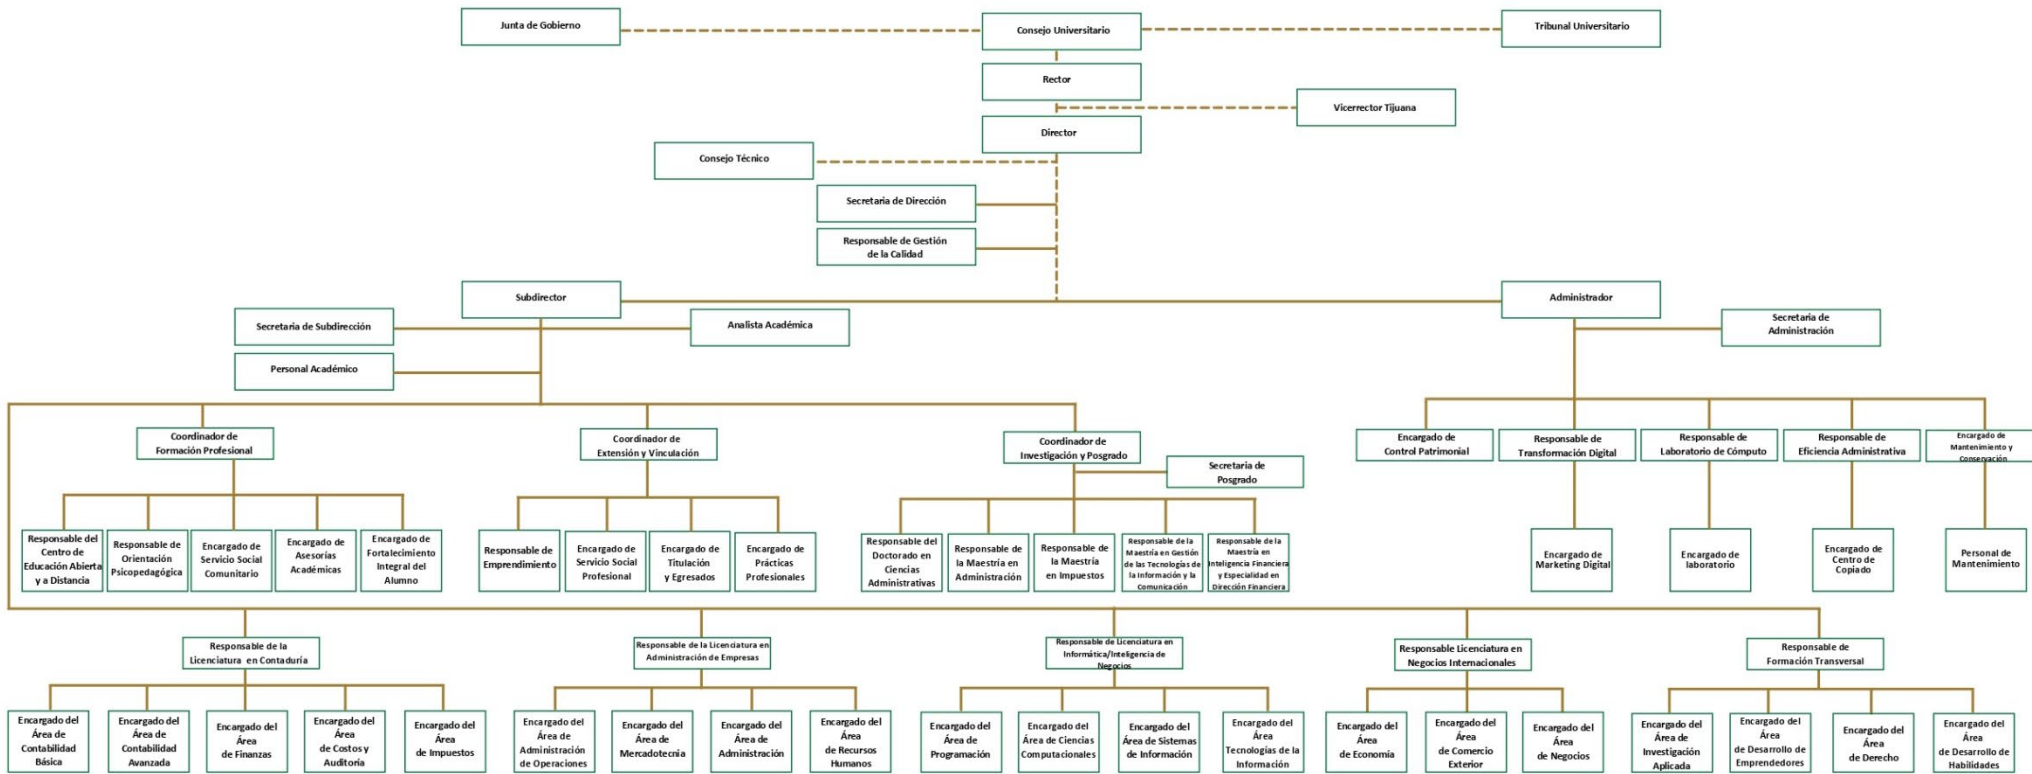 Junta de Gobierno
Consejo Universitario
Tribunal Universitario
Rector
Vicerrector Tijuana
Director
Consejo Técnico
Secretaria de Dirección
Responsable de Gestión
de la Calidad
Subdirector
Administrador
Secretaria de Subdirección
Analista Académica
Secretaria de
Administración
Personal Académico
Coordinador de
Formación Profesional
Coordinador de
Extensión y Vinculación
Coordinador de
Investigación y Posgrado
Secretaria de
Posgrado
Encargado de
Control Patrimonial
Responsable de
Transformación Digital
Responsable de
Laboratorio de Cómputo
Responsable de
Eficiencia Administrativa
Encargado de
Mantenimiento y
Conservación
Responsable del
Centro de
Educación Abierta
y a Distancia
Responsable de
Orientación
Psicopedagógica
Encargado de
Servicio Social
Comunitario
Encargado de
Asesorías
Académicas
Encargado de
Fortalecimiento
Integral del
Alumno
Responsable de
Emprendimiento
Encargado de
Servicio Social
Profesional
Encargado de
Titulación
y Egresados
Encargado de
Prácticas
Profesionales
Responsable del
Doctorado en
Ciencias
Administrativas
Responsable de
la Maestría en
Administración
Responsable de
la Maestría
en Impuestos
Responsable de la
Maestría en Gestión
de las Tecnologías de
la Información y la
Comunicación
Responsable de la
Maestría en
Inteligencia Financiera
y Especialidad en
Dirección Financiera
Encargado de
Marketing Digital
Encargado de
laboratorio
Encargado de
Centro de
Copiado
Personal de
Mantenimiento
Responsable de la
Licenciatura en Contaduría
Responsable de la Licenciatura en
Administración de Empresas
Responsable de Licenciatura en
Informática/Inteligencia de
Negocios
Responsable Licenciatura en
Negocios Internacionales
Responsable de
Formación Transversal
Encargado del
Área de
Contabilidad
Básica
Encargado del
Área de
Contabilidad
Avanzada
Encargado del
Área
de Finanzas
Encargado del
Área
de Costos y
Auditoría
Encargado del
Área
de Impuestos
Encargado del
Área de
Administración
de Operaciones
Encargado del
Área de
Mercadotecnia
Encargado del
Área de
Administración
Encargado del
Área
de Recursos
Humanos
Encargado del
Área de
Programación
Encargado del
Área de Ciencias
Computacionales
Encargado del
Área de Sistemas
de Información
Encargado del
Área
Tecnologías de la
Información
Encargado del
Área
de Economía
Encargado del
Área
de Comercio
Exterior
Encargado del
Área
de Negocios
Encargado del
Área de
Investigación
Aplicada
Encargado del
Área
de Desarrollo de
Emprendedores
Encargado del
Área
de Derecho
Encargado del
Área
de Desarrollo de
Habilidades